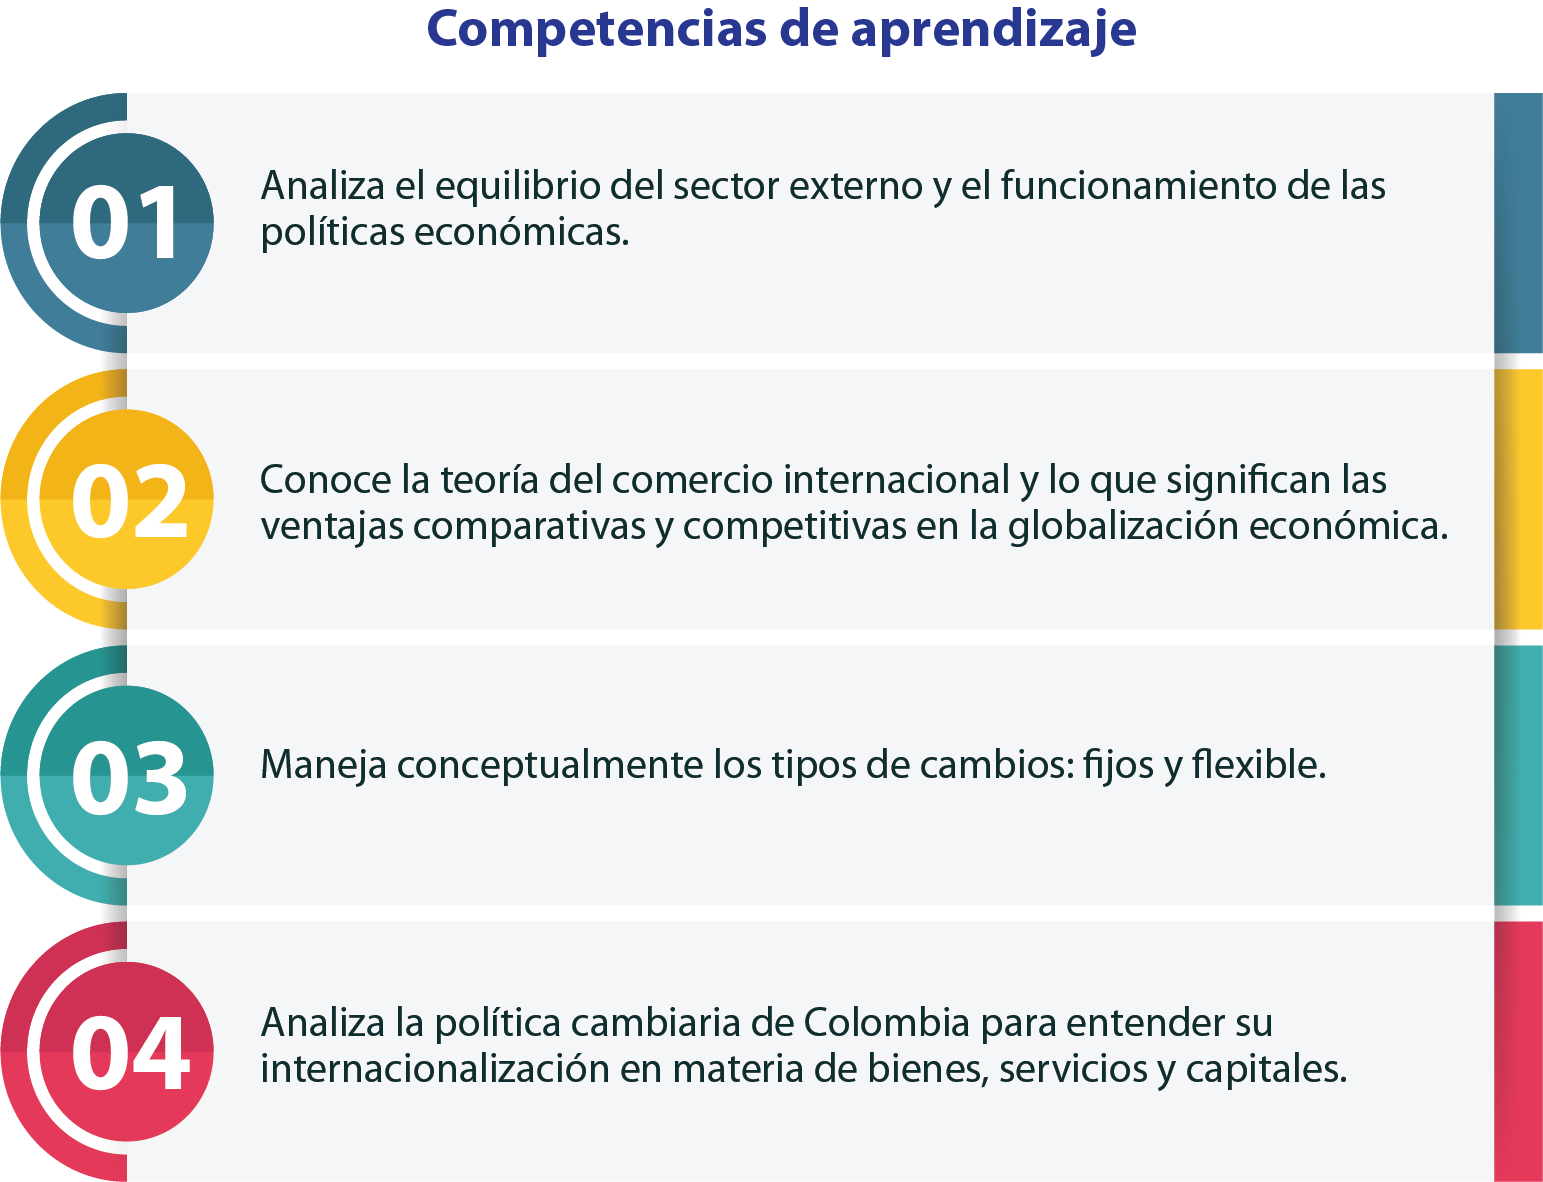 Competencias de aprendizaje
01
Analiza el equilibrio del sector externo y el funcionamiento de las
políticas económicas.
02
Conoce la teoría del comercio internacional y lo que significan las
ventajas comparativas y competitivas en la globalización económica.
03
Maneja conceptualmente los tipos de cambios: fijos y flexible.
04
Analiza la política cambiaria de Colombia para entender su
internacionalización en materia de bienes, servicios y capitales.